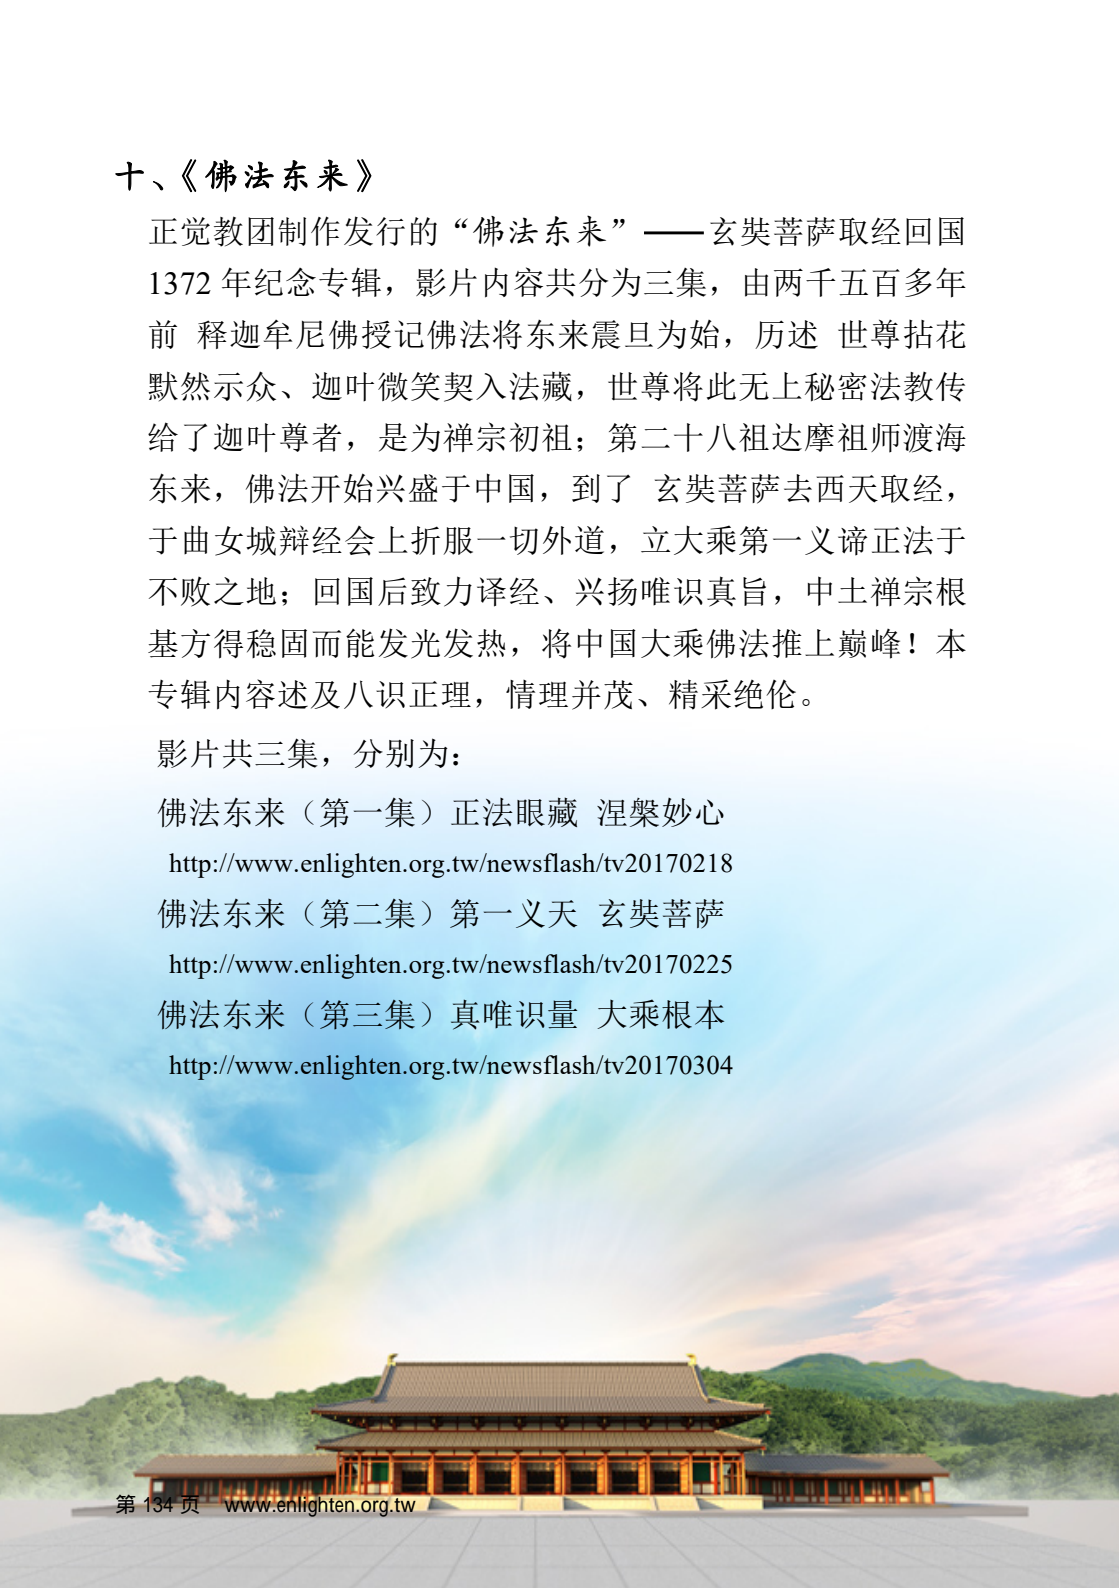 十、《佛法东来》
正觉教团制作发行的“佛法东来”——玄奘菩萨取经回国
1372 年纪念专辑，影片内容共分为三集，由两千五百多年
前 释迦牟尼佛授记佛法将东来震旦为始，历述 世尊拈花
默然示众、迦叶微笑契入法藏，世尊将此无上秘密法教传
给了迦叶尊者，是为禅宗初祖；第二十八祖达摩祖师渡海
东来，佛法开始兴盛于中国，到了 玄奘菩萨去西天取经，
于曲女城辩经会上折服一切外道，立大乘第一义谛正法于
不败之地；回国后致力译经、兴扬唯识真旨，中土禅宗根
基方得稳固而能发光发热，将中国大乘佛法推上巅峰！本
专辑内容述及八识正理，情理并茂、精采绝伦。
影片共三集，分别为：
佛法东来（第一集）正法眼藏 涅槃妙心
http://www.enlighten.org.tw/newsflash/tv20170218
佛法东来（第二集）第一义天 玄奘菩萨
http://www.enlighten.org.tw/newsflash/tv20170225
佛法东来（第三集）真唯识量 大乘根本
http://www.enlighten.org.tw/newsflash/tv20170304
第 134 页 www.enlighten.org.tw